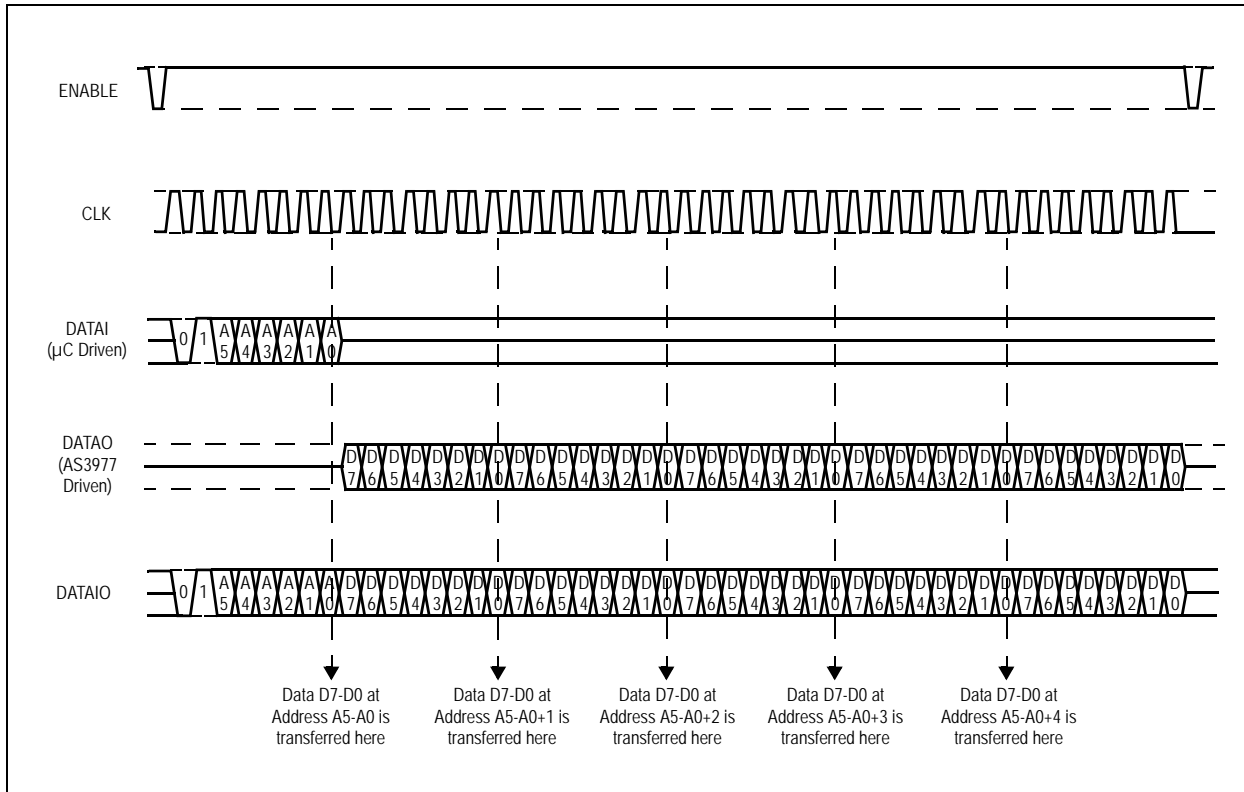 ENABLE
CLK
DATAI
(µC Driven)
0 1 A5 A4 A3 A2 A1 A0
DATAO
(AS3977
Driven)
D7 D6 D5 D4 D3 D2 D1 D0 D7 D6 D5 D4 D3 D2 D1 D0 D7 D6 D5 D4 D3 D2 D1 D0 D7 D6 D5 D4 D3 D2 D1 D0 D7 D6 D5 D4 D3 D2 D1 D0
DATAIO
0 1 A5 A4 A3 A2 A1 A0 D7 D6 D5 D4 D3 D2 D1 D0 D7 D6 D5 D4 D3 D2 D1 D0 D7 D6 D5 D4 D3 D2 D1 D0 D7 D6 D5 D4 D3 D2 D1 D0 D7 D6 D5 D4 D3 D2 D1 D0
Data D7-D0 at
Address A5-A0 is
transferred here
Data D7-D0 at
Address A5-A0+1 is
transferred here
Data D7-D0 at
Address A5-A0+2 is
transferred here
Data D7-D0 at
Address A5-A0+3 is
transferred here
Data D7-D0 at
Address A5-A0+4 is
transferred here